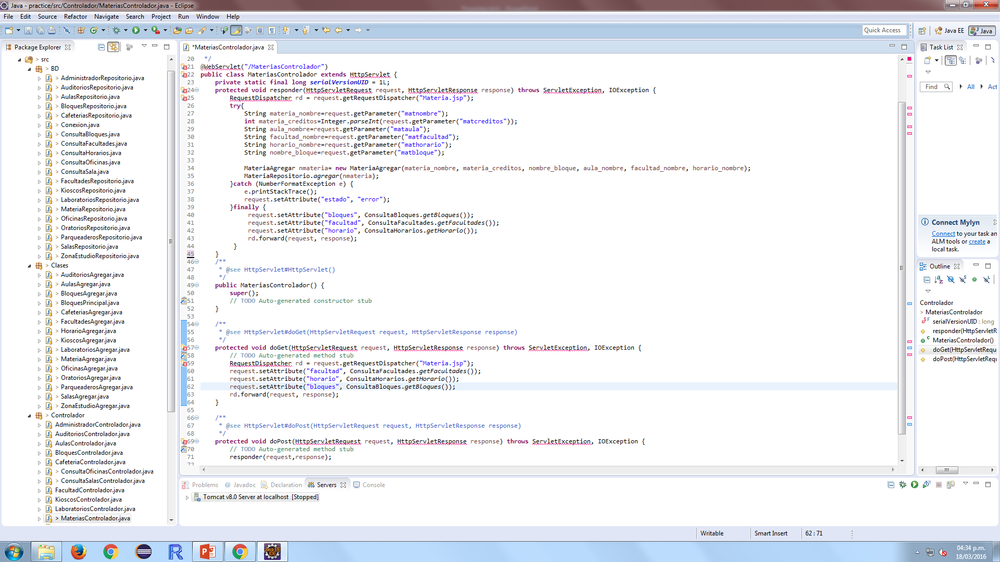 Java - practice/src/Controlador/MateriasControlador.java - Eclipse
File Edit Source Refactor Navigate Search Project Run Window Help
Quick Access
Java EE
Java
Package Explorer
> src
> BD
> AdministradorRepositorio.java
> AuditoriosRepositorio.java
> AulasRepositorio.java
> BloquesRepositorio.java
> CafeteriasRepositorio.java
> Conexion.java
> ConsultaBloques.java
> ConsultaFacultades.java
> ConsultaHorarios.java
> ConsultaOficinas.java
> ConsultaSala.java
> FacultadesRepositorio.java
> KioscosRepositorio.java
> LaboratoriosRepositorio.java
> MateriaRepositorio.java
> OficinasRepositorio.java
> OratoriosRepositorio.java
> ParqueaderosRepositorio.java
> SalasRepositorio.java
> ZonaEstudioRepositorio.java
> Clases
> AuditoriosAgregar.java
> AulasAgregar.java
> BloquesAgregar.java
> BloquesPrincipal.java
> CafeteriasAgregar.java
> FacultadesAgregar.java
> HorarioAgregar.java
> KioscosAgregar.java
> LaboratoriosAgregar.java
> MateriaAgregar.java
> OficinasAgregar.java
> OratoriosAgregar.java
> ParqueaderosAgregar.java
> SalasAgregar.java
> ZonaEstudioAgregar.java
> Controlador
AdministradorControlador.java
AuditoriosControlador.java
AulasControlador.java
BloquesControlador.java
CafeteriaControlador.java
> ConsultaOficinasControlador.java
> ConsultaSalasControlador.java
FacultadControlador.java
KioscosControlador.java
LaboratoriosControlador.java
> MateriasControlador.java
*MateriasControlador.java
20 */
21 @WebServlet("/MateriasControlador")
22 public class MateriasControlador extends HttpServlet {
23 private static final long serialVersionUID = 1L;
24 protected void responder(HttpServletRequest request, HttpServletResponse response) throws ServletException, IOException {
25 RequestDispatcher rd = request.getRequestDispatcher("Materia.jsp");
26 try{
27 String materia_nombre=request.getParameter("matnombre");
28 int materia_creditos=Integer.parseInt(request.getParameter("matcreditos"));
29 String aula_nombre=request.getParameter("mataula");
30 String facultad_nombre=request.getParameter("matfacultad");
31 String horario_nombre=request.getParameter("mathorario");
32 String nombre_bloque=request.getParameter("matbloque");
33
34 MateriaAgregar nmateria= new MateriaAgregar(materia_nombre, materia_creditos, nombre_bloque, aula_nombre, facultad_nombre, horario_nombre);
35 MateriaRepositorio.agregar(nmateria);
36 }catch (NumberFormatException e) {
37 e.printStackTrace();
38 request.setAttribute("estado", "error");
39 }finally {
40 request.setAttribute("bloques", ConsultaBloques.getBloques());
41 request.setAttribute("facultad", ConsultaFacultades.getFacultades());
42 request.setAttribute("horario", ConsultaHorarios.getHorario());
43 rd.forward(request, response);
44 }
45 }
46 /**
47 * @see HttpServlet#HttpServlet()
48 */
49 public MateriasControlador() {
50 super();
51 // TODO Auto-generated constructor stub
52 }
53
54 /**
55 * @see HttpServlet#doGet(HttpServletRequest request, HttpServletResponse response)
56 */
57 protected void doGet(HttpServletRequest request, HttpServletResponse response) throws ServletException, IOException {
58 // TODO Auto-generated method stub
59 RequestDispatcher rd = request.getRequestDispatcher("Materia.jsp");
60 request.setAttribute("facultad", ConsultaFacultades.getFacultades());
61 request.setAttribute("horario", ConsultaHorarios.getHorario());
62 request.setAttribute("bloques", ConsultaBloques.getBloques());
63 rd.forward(request, response);
64 }
65
66 /**
67 * @see HttpServlet#doPost(HttpServletRequest request, HttpServletResponse response)
68 */
69 protected void doPost(HttpServletRequest request, HttpServletResponse response) throws ServletException, IOException {
70 // TODO Auto-generated method stub
71 responder(request,response);
72
Problems @ Javadoc Declaration Servers Console
Tomcat v8.0 Server at localhost [Stopped]
Task List
Find All Act
Connect Mylyn
Connect to your task an
ALM tools or create a
local task.
Outline
Controlador
> MateriasControlador
serialVersionUID : long
responder(HttpServletR
MateriasControlador()
doGet(HttpServletRequ
doPost(HttpServletRequ
Writable Smart Insert 62 : 71
Java EE
IDE
04:34 p.m.
18/03/2016